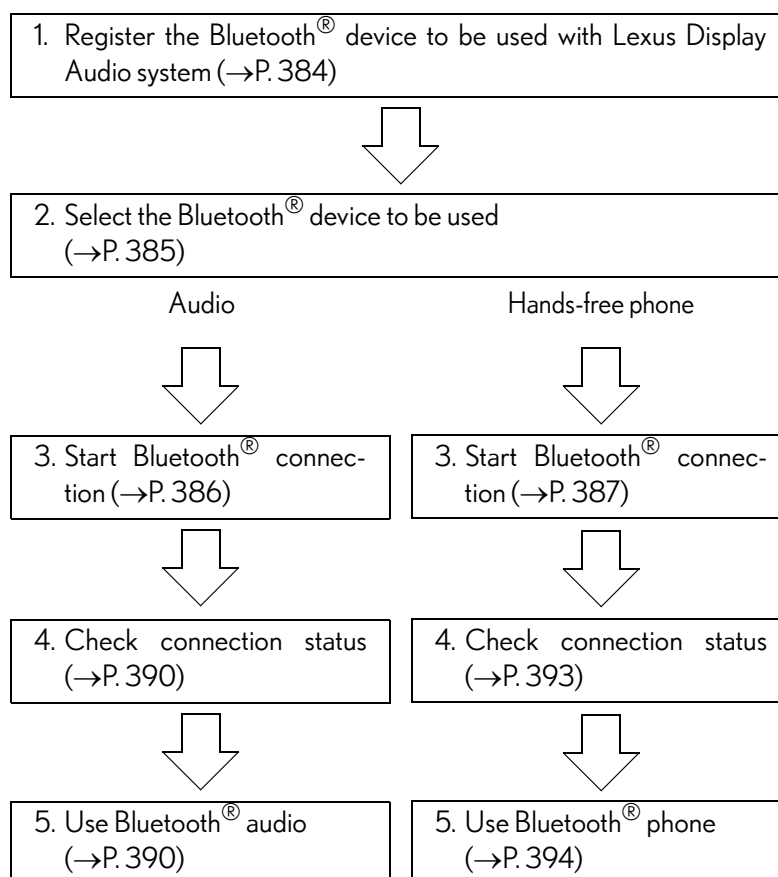 1. Register the Bluetooth® device to be used with Lexus Display
Audio system (→P. 384)
2. Select the Bluetooth® device to be used
(→P. 385)
Audio
Hands-free phone
3. Start Bluetooth® connec-
tion (→P. 386)
3. Start Bluetooth® connec-
tion (→P. 387)
4. Check connection status
(→P. 390)
4. Check connection status
(→P. 393)
5. Use Bluetooth® audio
(→P. 390)
5. Use Bluetooth® phone
(→P. 394)